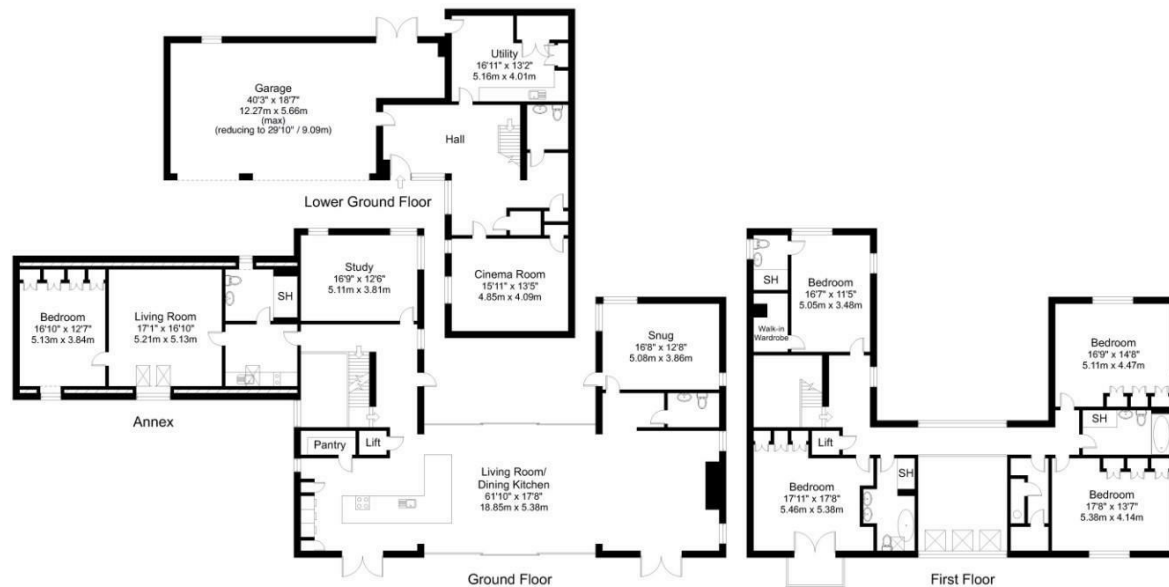 Utility
16'11" x 13'2"
5.16m x 4.01m
Garage
40'3" x 18'7"
12.27m x 5.66m
(max)
(reducing to 29'10" / 9.09m)
Hall
Lower Ground Floor
Cinema Room
15'11" x 13'5"
4.85m x 4.09m
Study
16'9" x 12'6"
5.11m x 3.81m
SH
Bedroom
16'10" x 12'7"
5.13m x 3.84m
Living Room
17'1" x 16'10"
5.21m x 5.13m
Annex
Snug
16'8" x 12'8"
5.08m x 3.86m
Pantry
Lift
Living Room/
Dining Kitchen
61'10" x 17'8"
18.85m x 5.38m
Ground Floor
SH
Bedroom
16'7" x 11'5"
5.05m x 3.48m
Walk-in
Wardrobe
Bedroom
16'9" x 14'8"
5.11m x 4.47m
SH
Lift
SH
Bedroom
17'11" x 17'8"
5.46m x 5.38m
Bedroom
17'8" x 13'7"
5.38m x 4.14m
First Floor